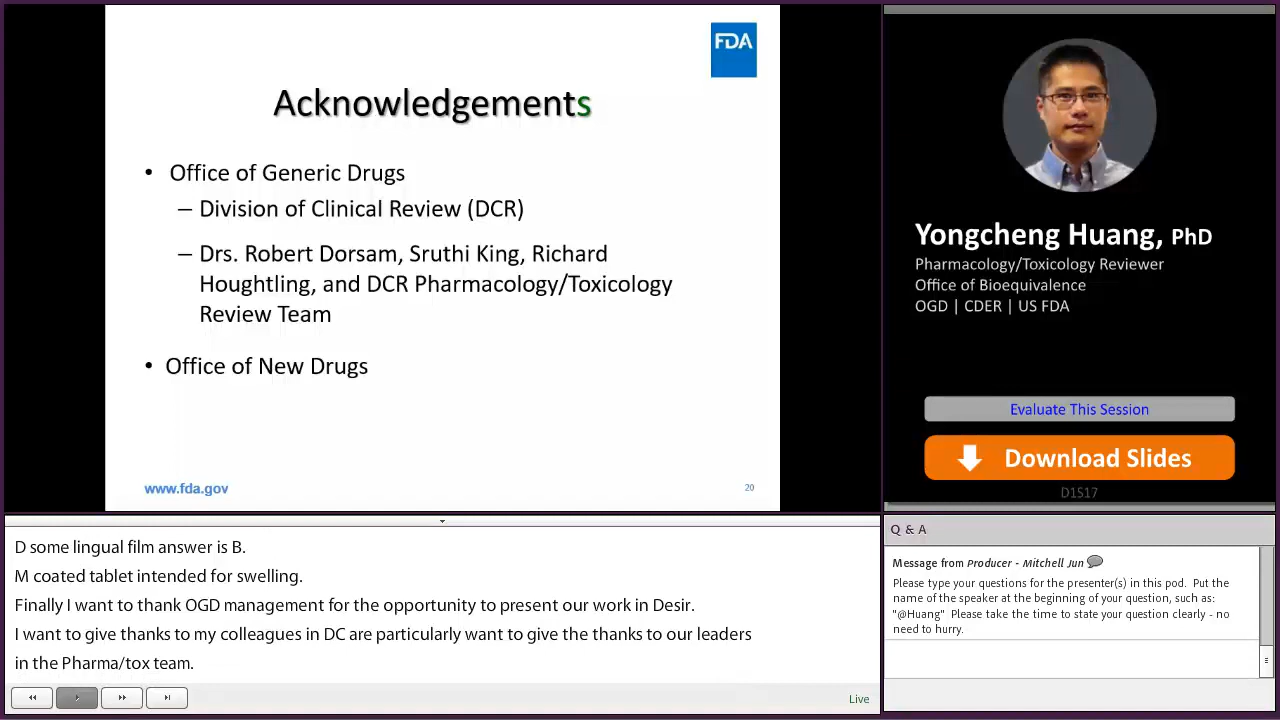 FDA
Acknowledgements
• Office of Generic Drugs
– Division of Clinical Review (DCR)
– Drs. Robert Dorsam, Sruthi King, Richard
Houghtling, and DCR Pharmacology/Toxicology
Review Team
• Office of New Drugs
www.fda.gov
20
Yongcheng Huang, PhD
Pharmacology/Toxicology Reviewer
Office of Bioequivalence
OGD | CDER | US FDA
Evaluate This Session
Download Slides
D1S17
D some lingual film answer is B.
M coated tablet intended for swelling.
Finally I want to thank OGD management for the opportunity to present our work in Desir.
I want to give thanks to my colleagues in DC are particularly want to give the thanks to our leaders
in the Pharma/tox team.
Live
Q & A
Message from Producer - Mitchell Jun
Please type your questions for the presenter(s) in this pod. Put the
name of the speaker at the beginning of your question, such as:
"@Huang" Please take the time to state your question clearly - no
need to hurry.